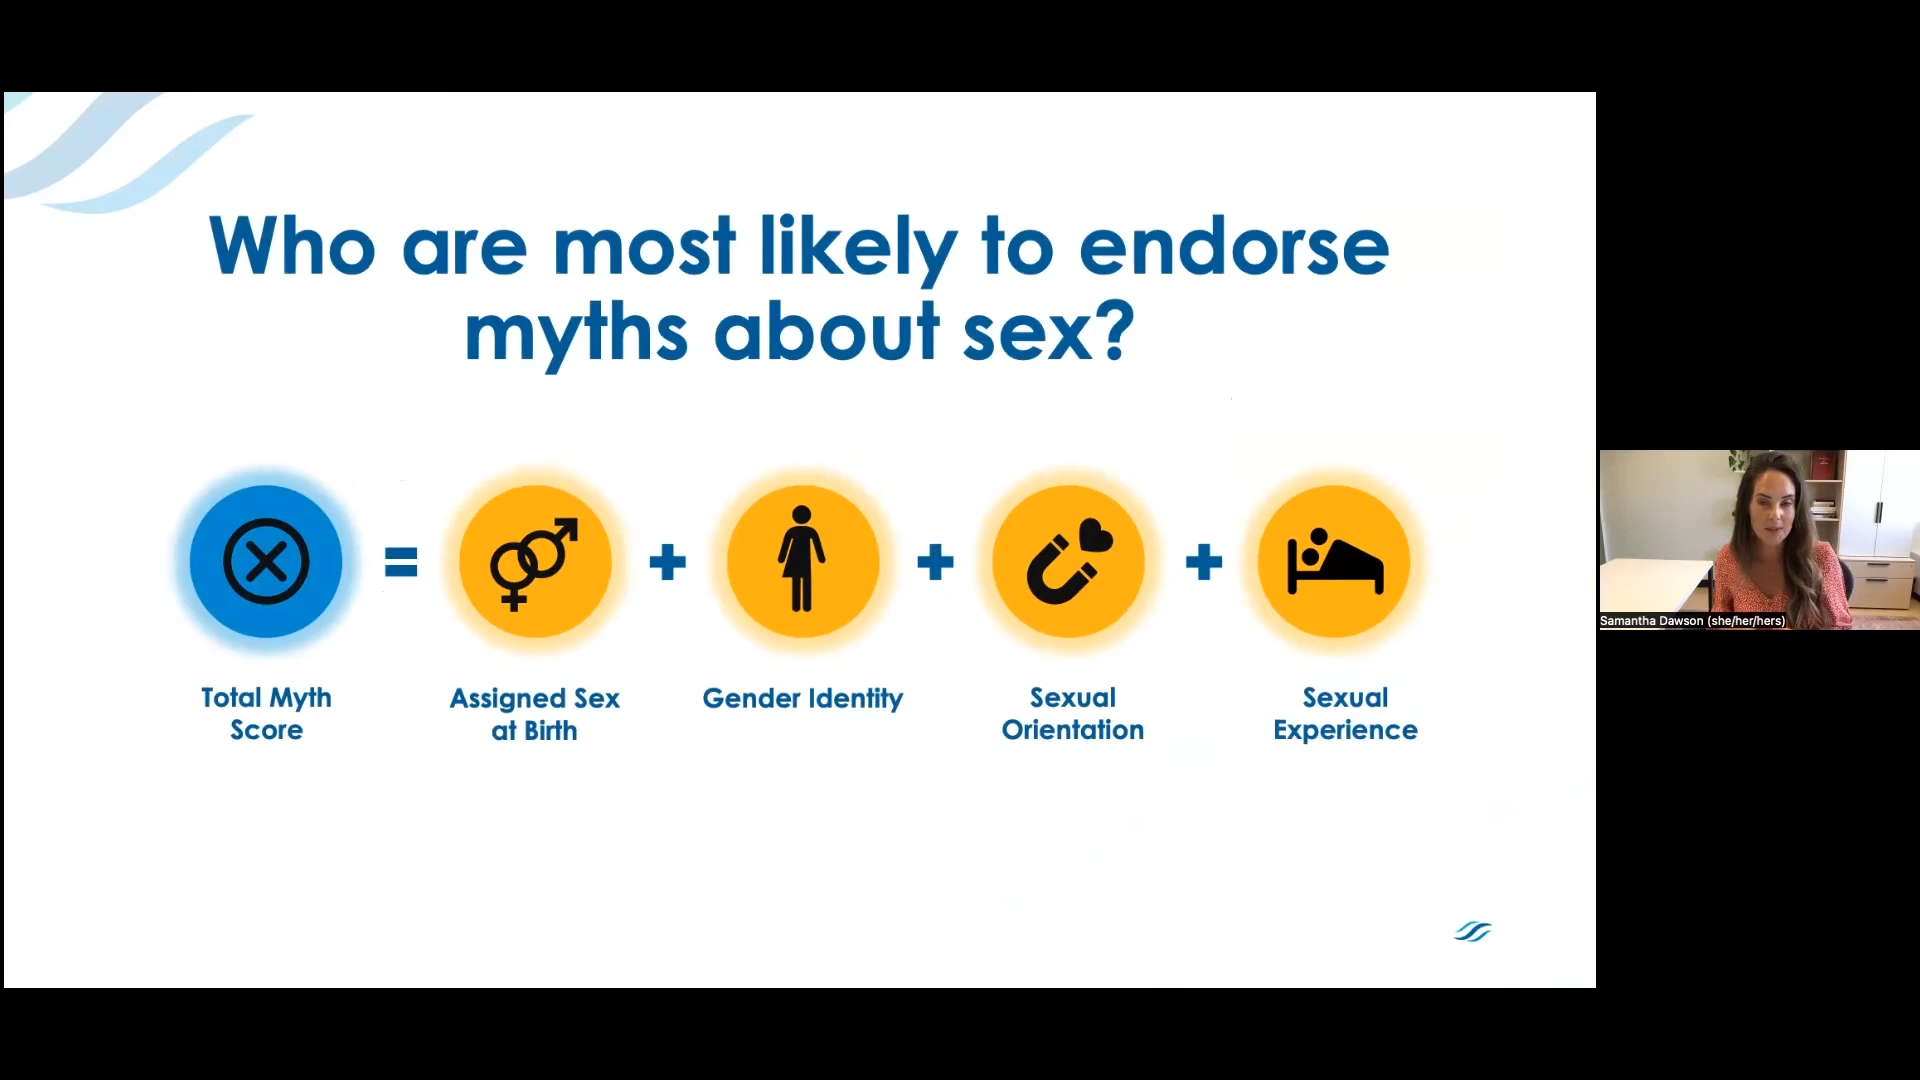 Who are most likely to endorse
myths about sex?
=
+
+
+
Total Myth
Score
Assigned Sex
at Birth
Gender Identity
Sexual
Orientation
Sexual
Experience
Samantha Dawson (she/her/hers)